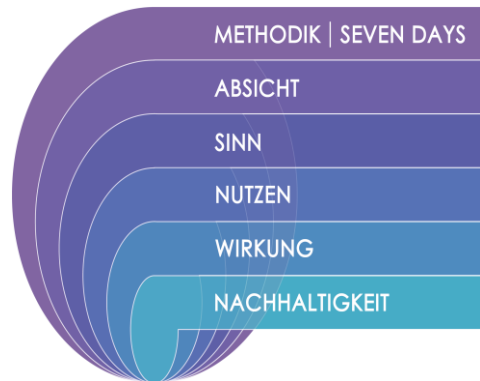 METHODIK | SEVEN DAYS
ABSICHT
SINN
NUTZEN
WIRKUNG
NACHHALTIGKEIT